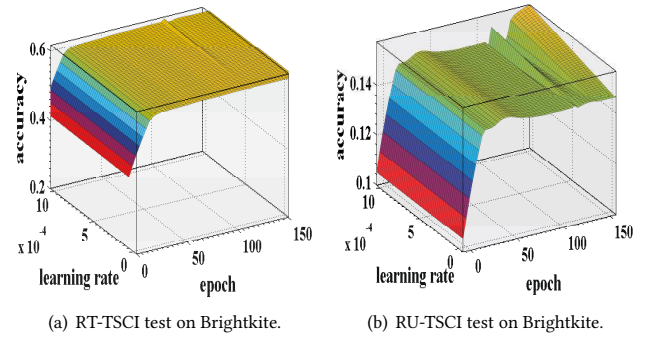 0.6
0.4
0.2
accuracy
10
5
0
x 10
-4
learning rate
0
50
100
150
epoch
0.14
0.12
0.1
accuracy
10
5
0
x 10
-4
learning rate
0
50
100
150
epoch
(a) RT-TSCI test on Brightkite.
(b) RU-TSCI test on Brightkite.